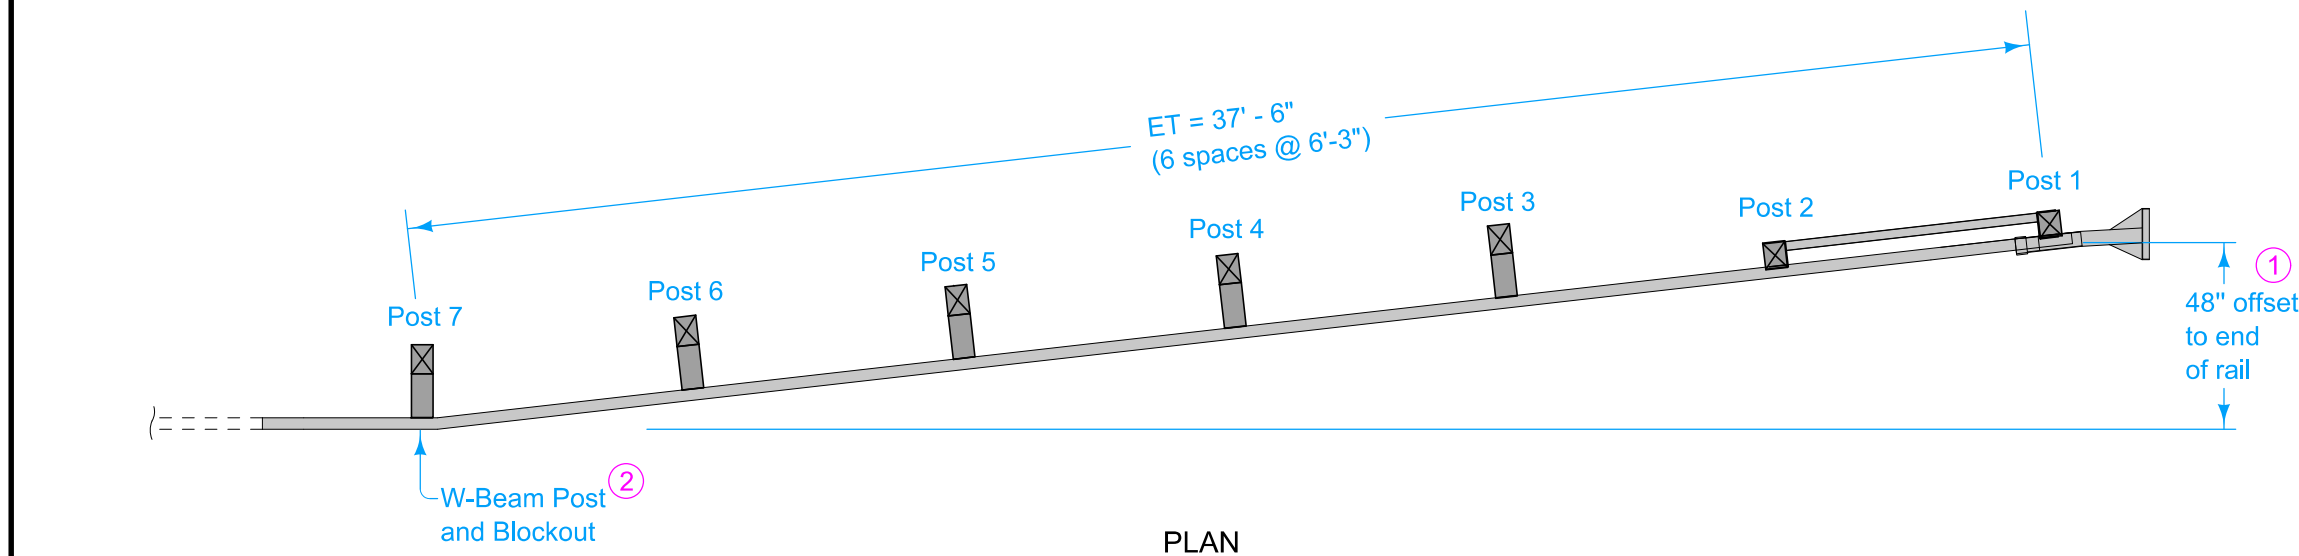 ET = 37' - 6"
(6 spaces @ 6'-3")
Post 1
Post 2
Post 3
Post 4
Post 5
Post 6
Post 7
1
48" offset
to end
of rail
W-Beam Post 2
and Blockout
PLAN